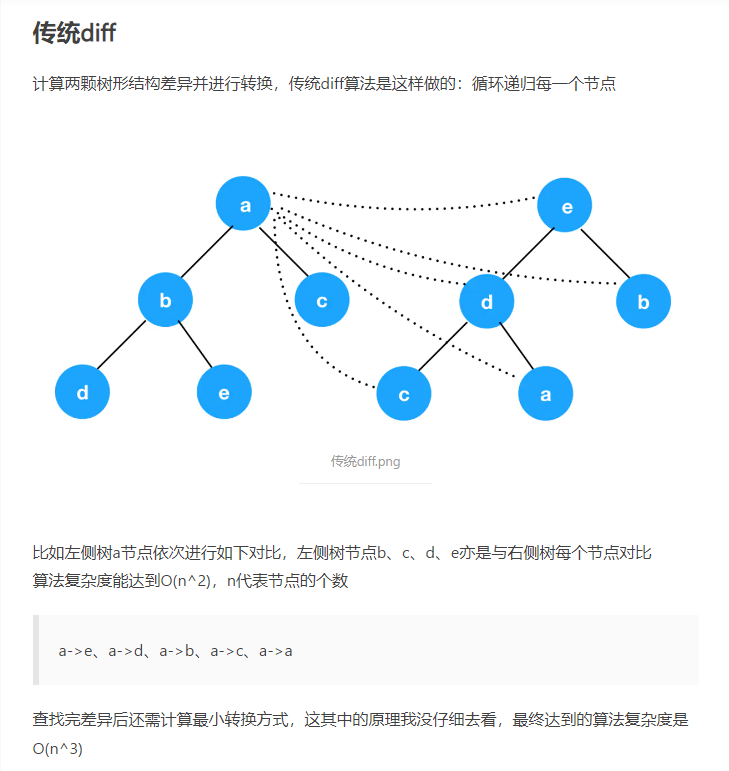 传统diff
计算两颗树形结构差异并进行转换，传统diff算法是这样做的：循环递归每一个节点
a
e
b
c
d
b
d
e
c
a
传统diff.png
比如左侧树a节点依次进行如下对比，左侧树节点b、c、d、e亦是与右侧树每个节点对比
算法复杂度能达到O(n^2)，n代表节点的个数
a->e、a->d、a->b、a->c、a->a
查找完差异后还需计算最小转换方式，这其中的原理我没仔细去看，最终达到的算法复杂度是
O(n^3)